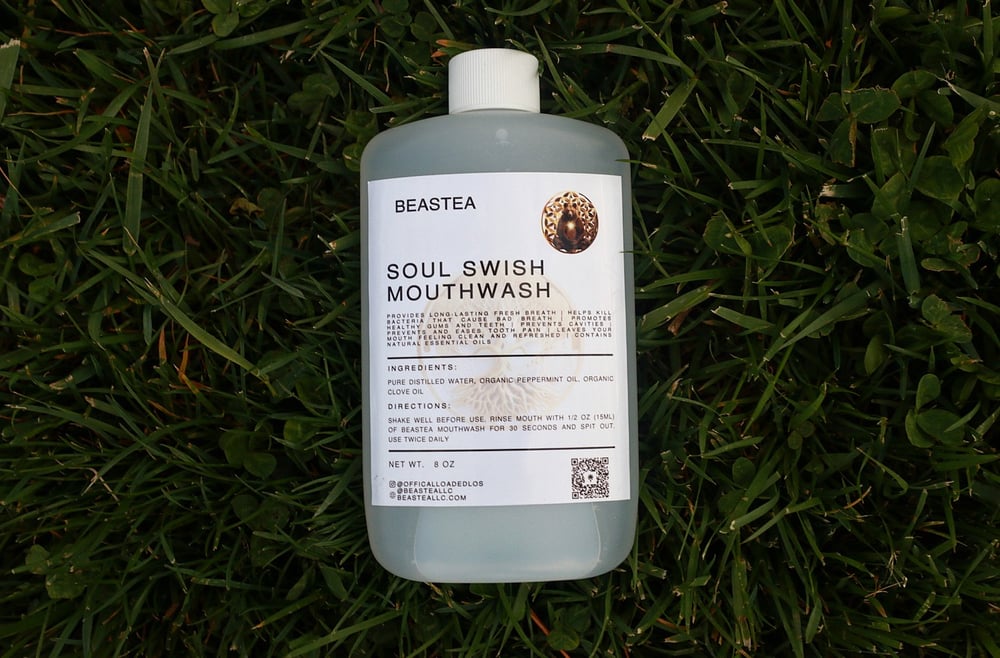 BEASTEA
SOUL SWISH
MOUTHWASH
PROVIDES LONG-LASTING FRESH BREATH | HELPS KILL
BACTERIA THAT CAUSE BAD BREATH | PROMOTES
HEALTHY GUMS AND TEETH | PREVENTS CAVITIES |
PREVENTS AND EASES TOOTH PAIN | LEAVES YOUR
MOUTH FEELING CLEAN AND REFRESHED | CONTAINS
NATURAL ESSENTIAL OILS
INGREDIENTS:
PURE DISTILLED WATER, ORGANIC PEPPERMINT OIL, ORGANIC
CLOVE OIL
DIRECTIONS:
SHAKE WELL BEFORE USE, RINSE MOUTH WITH 1/2 OZ (15ML)
OF BEASTEA MOUTHWASH FOR 30 SECONDS AND SPIT OUT.
USE TWICE DAILY
NET WT. 8 OZ
@OFFICALLOADEDLOS
@BEASTEALLC
BEASTEALLC.COM